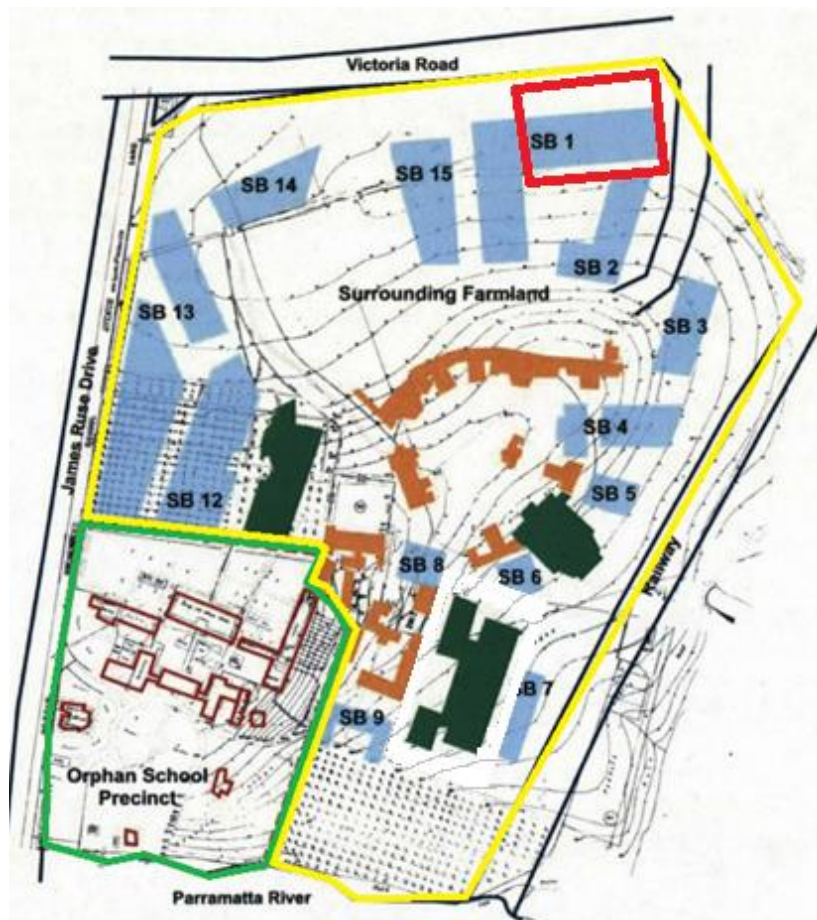 Victoria Road
SB 1
SB 14
SB 15
SB 2
Surrounding Farmland
SB 13
SB 3
James Ruse Drive
SB 4
SB 12
SB 5
SB 8
SB 6
Railway
SB 7
SB 9
Orphan School
Precinct
Parramatta River